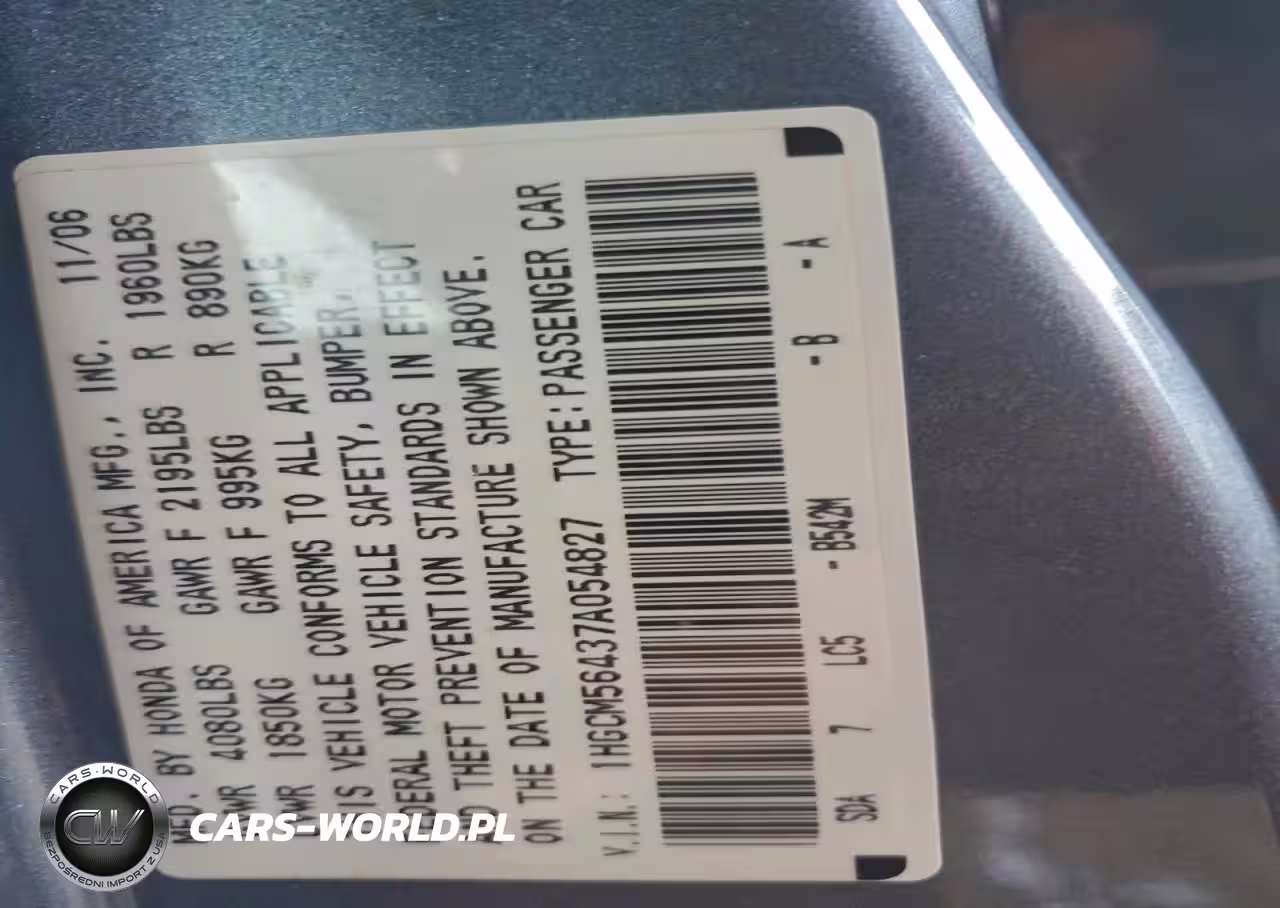 MFD. BY HONDA OF AMERICA MFG., INC. 11/06
GVWR 4080LBS GAWR F 2195LBS R 1960LBS
GVWR 1850KG GAWR F 995KG R 890KG
THIS VEHICLE CONFORMS TO ALL APPLICABLE
FEDERAL MOTOR VEHICLE SAFETY, BUMPER,
AND THEFT PREVENTION STANDARDS IN EFFECT
ON THE DATE OF MANUFACTURE SHOWN ABOVE.
V.I.N.: 1HGCM56437A054827 TYPE:PASSENGER CAR
SDA 7 LC5 -B542M -B -A
CARS-WORLD
CW
BEZPOŚREDNI IMPORT Z USA
CARS-WORLD.PL